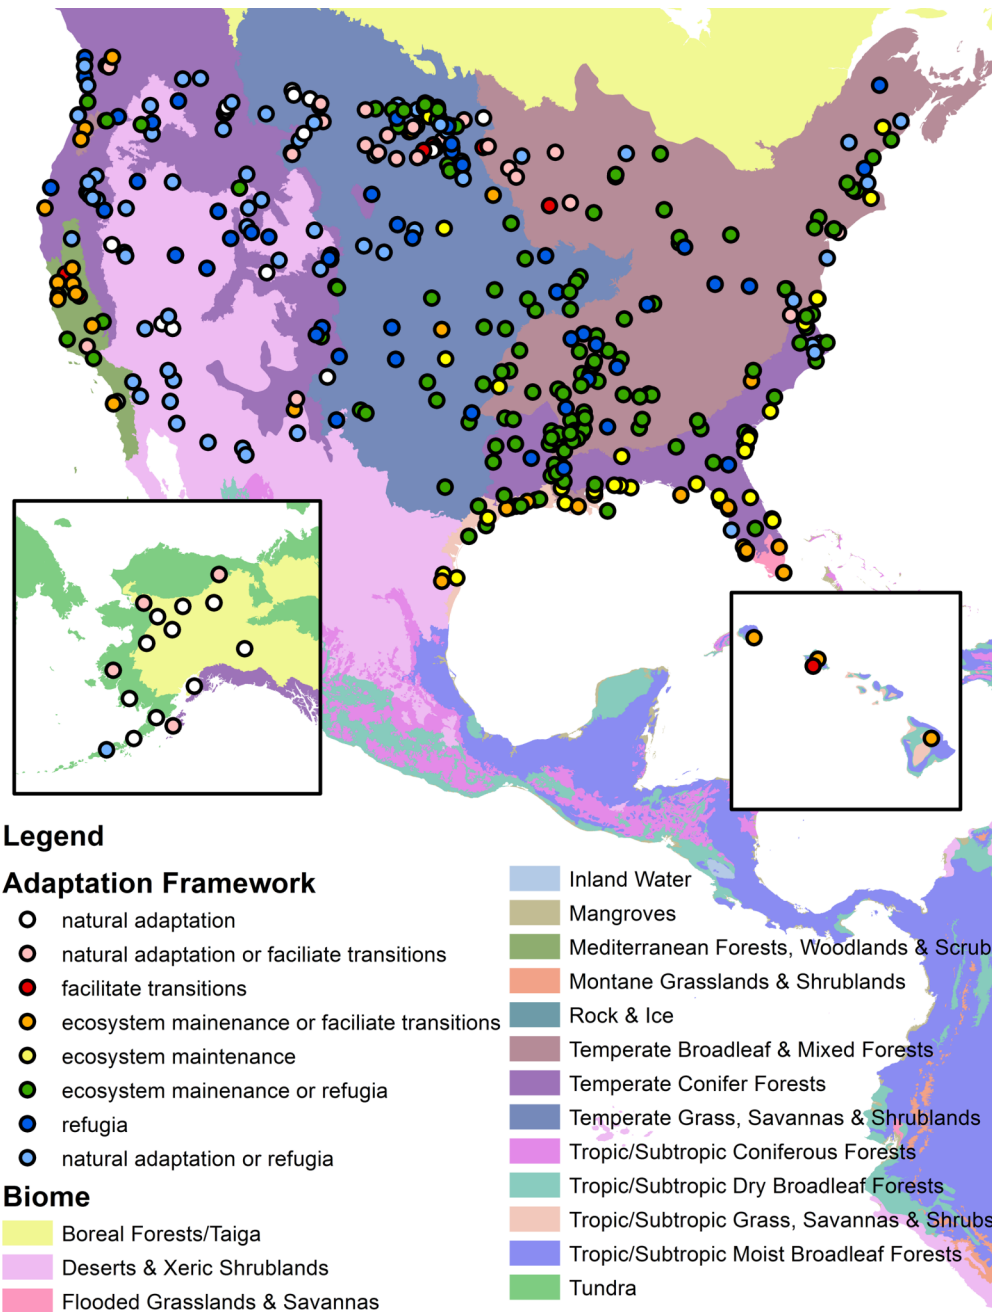 Legend
Adaptation Framework
natural adaptation
natural adaptation or faciliate transitions
facilitate transitions
ecosystem mainenance or faciliate transitions
ecosystem maintenance
ecosystem mainenance or refugia
refugia
natural adaptation or refugia
Biome
Boreal Forests/Taiga
Deserts & Xeric Shrublands
Flooded Grasslands & Savannas
Inland Water
Mangroves
Mediterranean Forests, Woodlands & Scrub
Montane Grasslands & Shrublands
Rock & Ice
Temperate Broadleaf & Mixed Forests
Temperate Conifer Forests
Temperate Grass, Savannas & Shrublands
Tropic/Subtropic Coniferous Forests
Tropic/Subtropic Dry Broadleaf Forests
Tropic/Subtropic Grass, Savannas & Shrubs
Tropic/Subtropic Moist Broadleaf Forests
Tundra